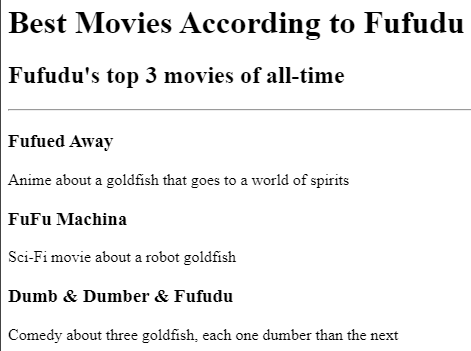 Best Movies According to Fufudu
Fufudu's top 3 movies of all-time
Fufued Away
Anime about a goldfish that goes to a world of spirits
FuFu Machina
Sci-Fi movie about a robot goldfish
Dumb & Dumber & Fufudu
Comedy about three goldfish, each one dumber than the next